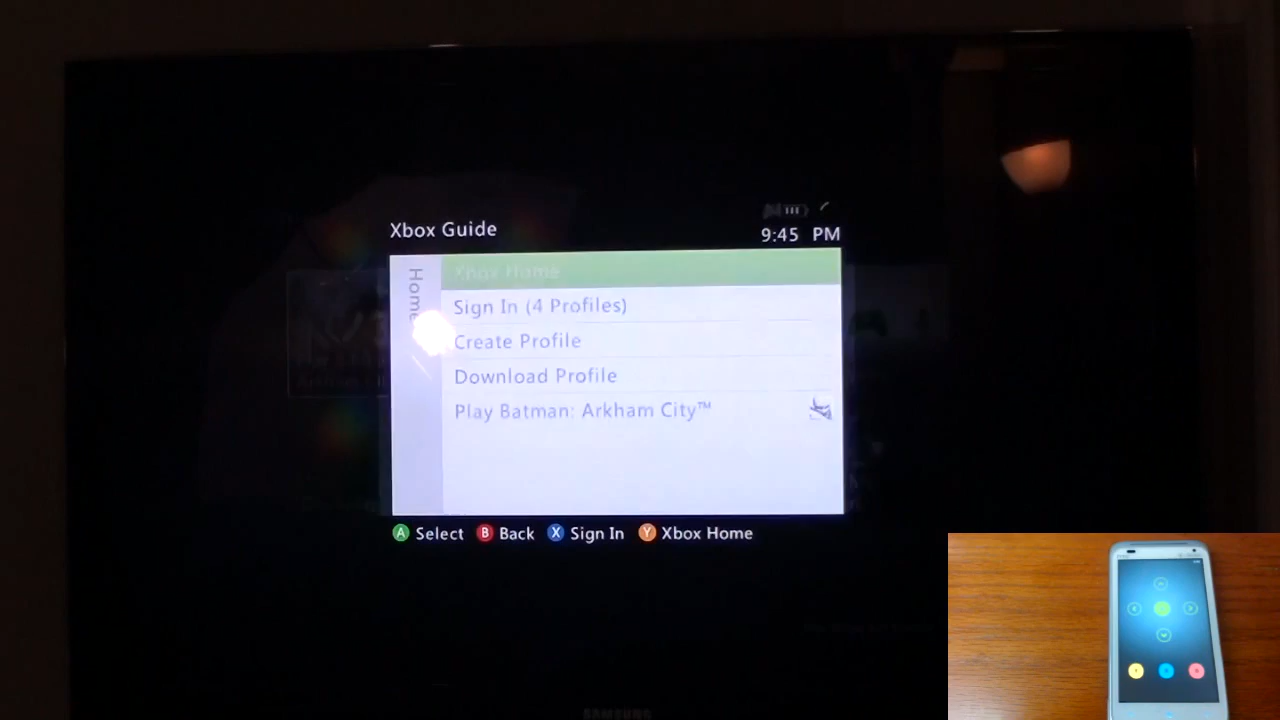 Xbox Guide
9:45 PM
Home
Xbox Home
Sign In (4 Profiles)
Create Profile
Download Profile
Play Batman: Arkham City™
A Select B Back X Sign In Y Xbox Home
SAMSUNG